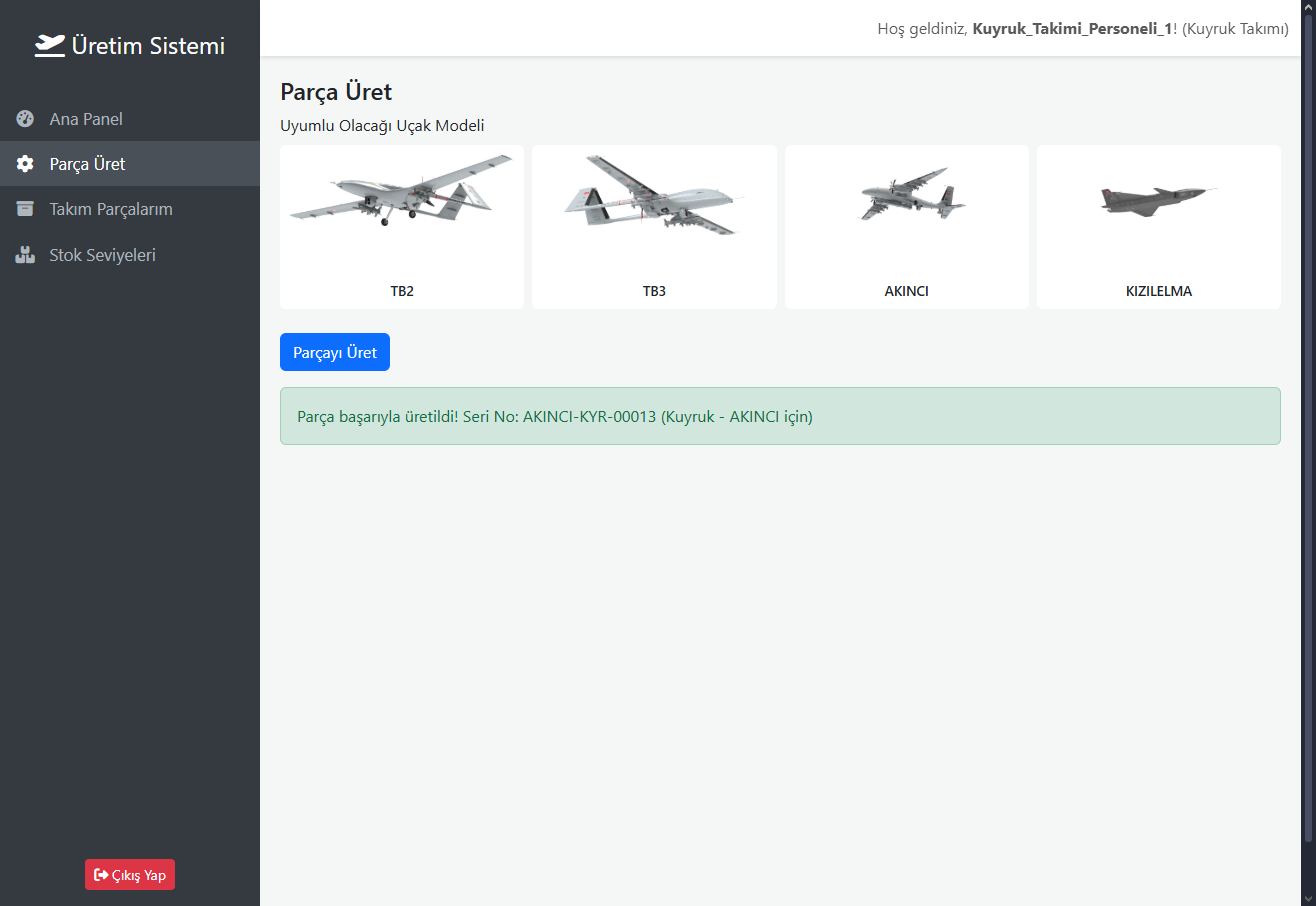 Üretim Sistemi
Hoş geldiniz, Kuyruk_Takimi_Personeli_1! (Kuyruk Takımı)
Ana Panel
Parça Üret
Takım Parçalarım
Stok Seviyeleri
Çıkış Yap
Parça Üret
Uyumlu Olacağı Uçak Modeli
TB2
TB3
AKINCI
KIZILELMA
Parçayı Üret
Parça başarıyla üretildi! Seri No: AKINCI-KYR-00013 (Kuyruk - AKINCI için)